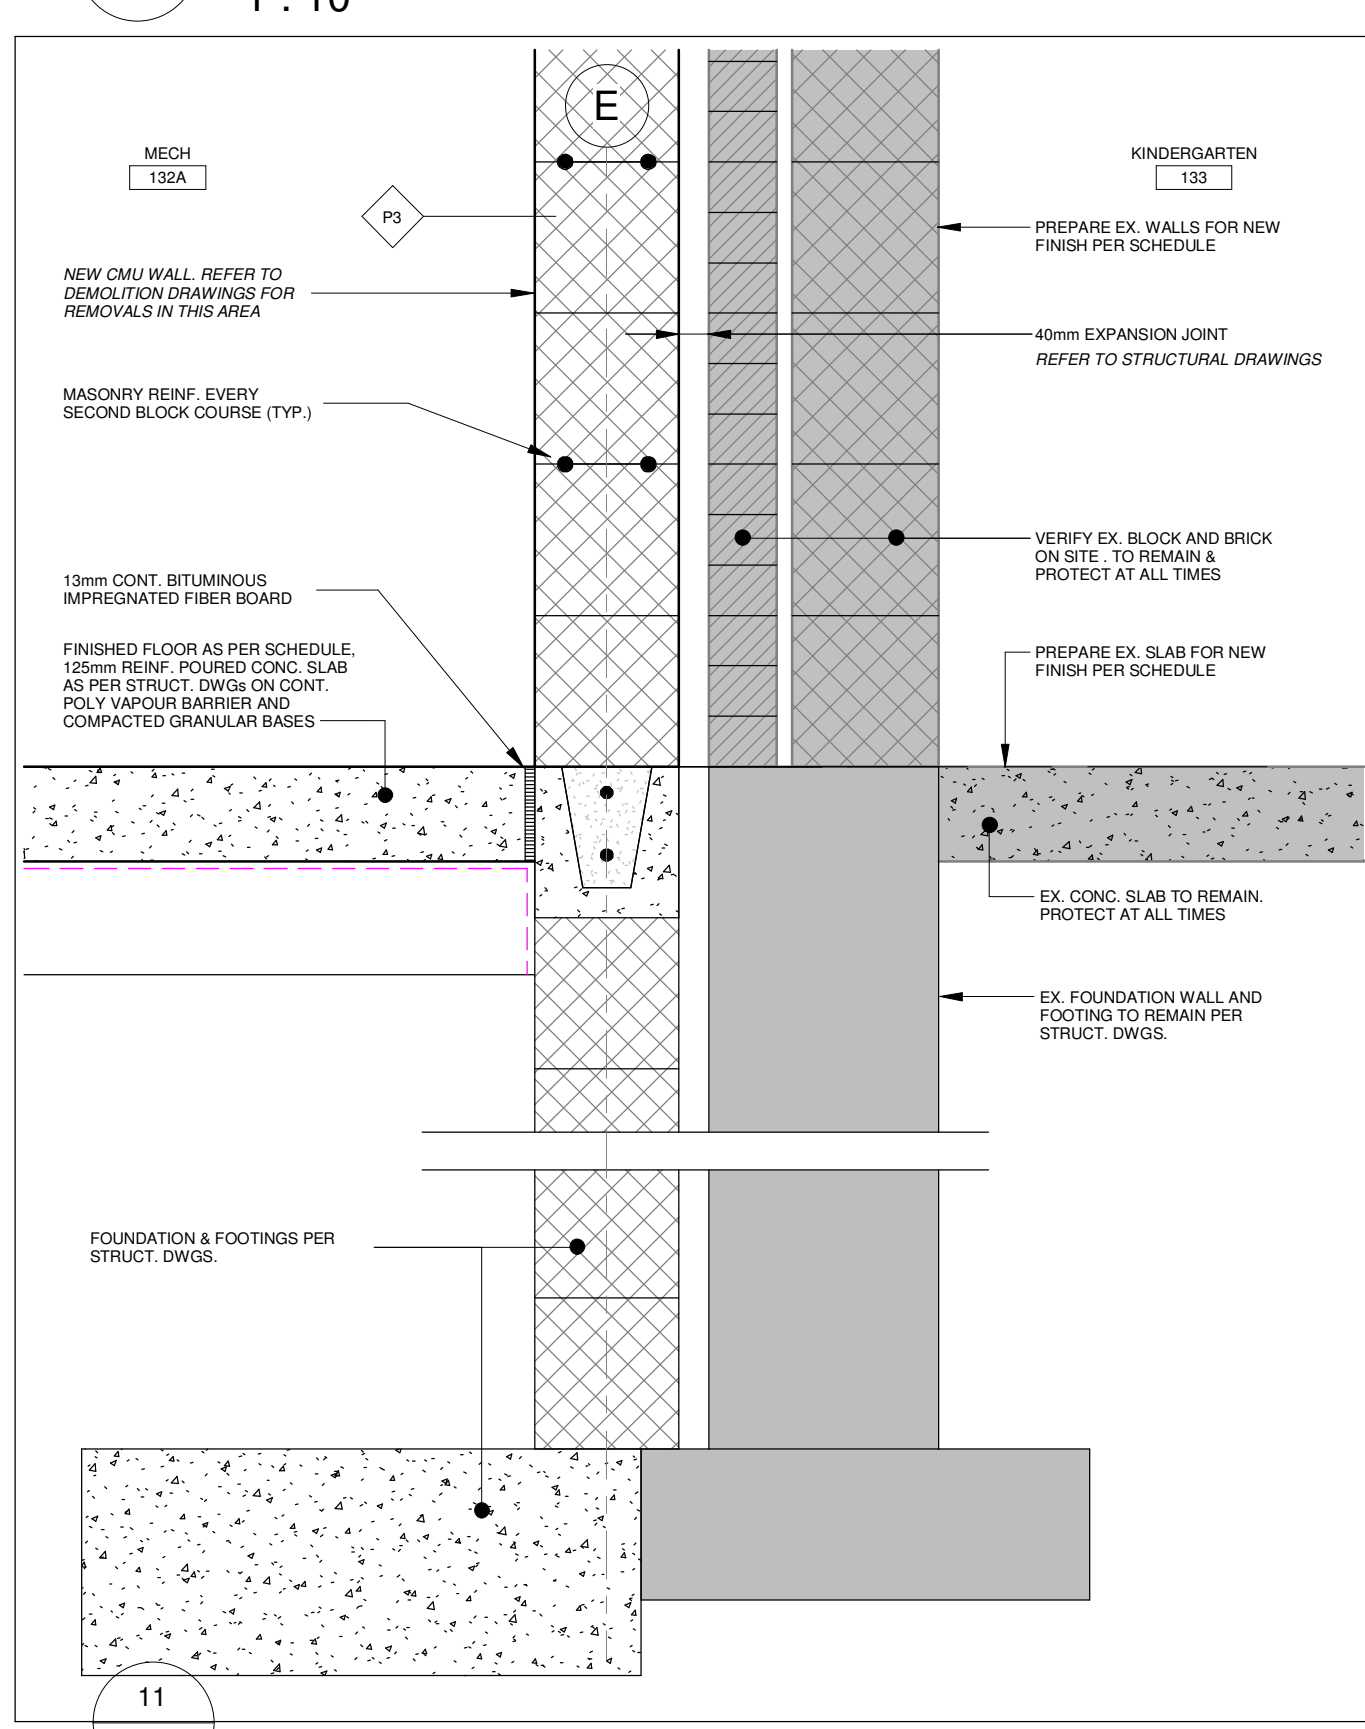 1 : 10
E
MECH
132A
KINDERGARTEN
133
P3
PREPARE EX. WALLS FOR NEW
FINISH PER SCHEDULE
NEW CMU WALL. REFER TO
DEMOLITION DRAWINGS FOR
REMOVALS IN THIS AREA
40mm EXPANSION JOINT
REFER TO STRUCTURAL DRAWINGS
MASONRY REINF. EVERY
SECOND BLOCK COURSE (TYP.)
VERIFY EX. BLOCK AND BRICK
ON SITE . TO REMAIN &
PROTECT AT ALL TIMES
13mm CONT. BITUMINOUS
IMPREGNATED FIBER BOARD
FINISHED FLOOR AS PER SCHEDULE,
125mm REINF. POURED CONC. SLAB
AS PER STRUCT. DWGs ON CONT.
POLY VAPOUR BARRIER AND
COMPACTED GRANULAR BASES
PREPARE EX. SLAB FOR NEW
FINISH PER SCHEDULE
EX. CONC. SLAB TO REMAIN.
PROTECT AT ALL TIMES
EX. FOUNDATION WALL AND
FOOTING TO REMAIN PER
STRUCT. DWGS.
FOUNDATION & FOOTINGS PER
STRUCT. DWGS.
11